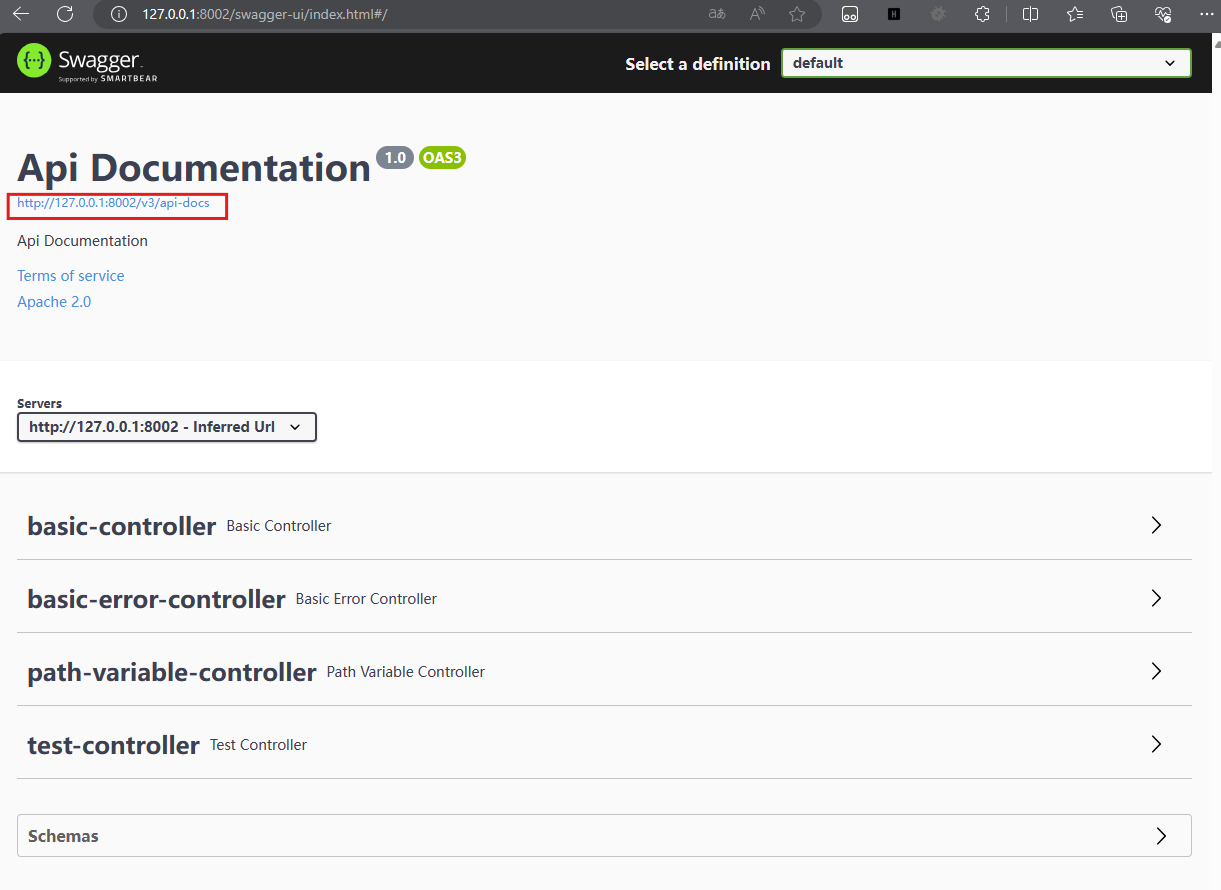 127.0.0.1:8002/swagger-ui/index.html#/
Swagger
Supported by SMARTBEAR
Select a definition
default
Api Documentation 1.0 OAS3
http://127.0.0.1:8002/v3/api-docs
Api Documentation
Terms of service
Apache 2.0
Servers
http://127.0.0.1:8002 - Inferred Url
basic-controller Basic Controller
basic-error-controller Basic Error Controller
path-variable-controller Path Variable Controller
test-controller Test Controller
Schemas